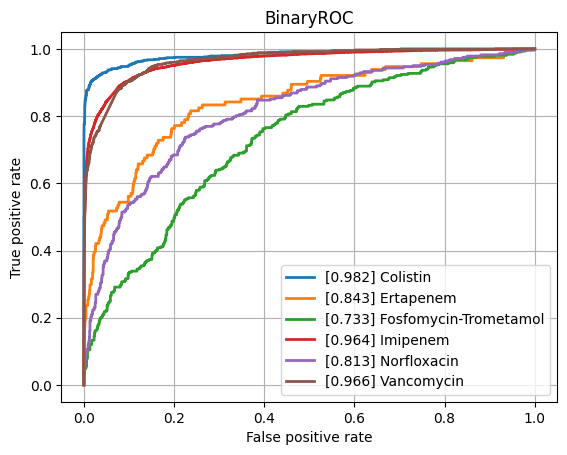 BinaryROC
True positive rate
1.0
0.8
0.6
0.4
0.2
0.0
[0.982] Colistin
[0.843] Ertapenem
[0.733] Fosfomycin-Trometamol
[0.964] Imipenem
[0.813] Norfloxacin
[0.966] Vancomycin
0.0 0.2 0.4 0.6 0.8 1.0
False positive rate